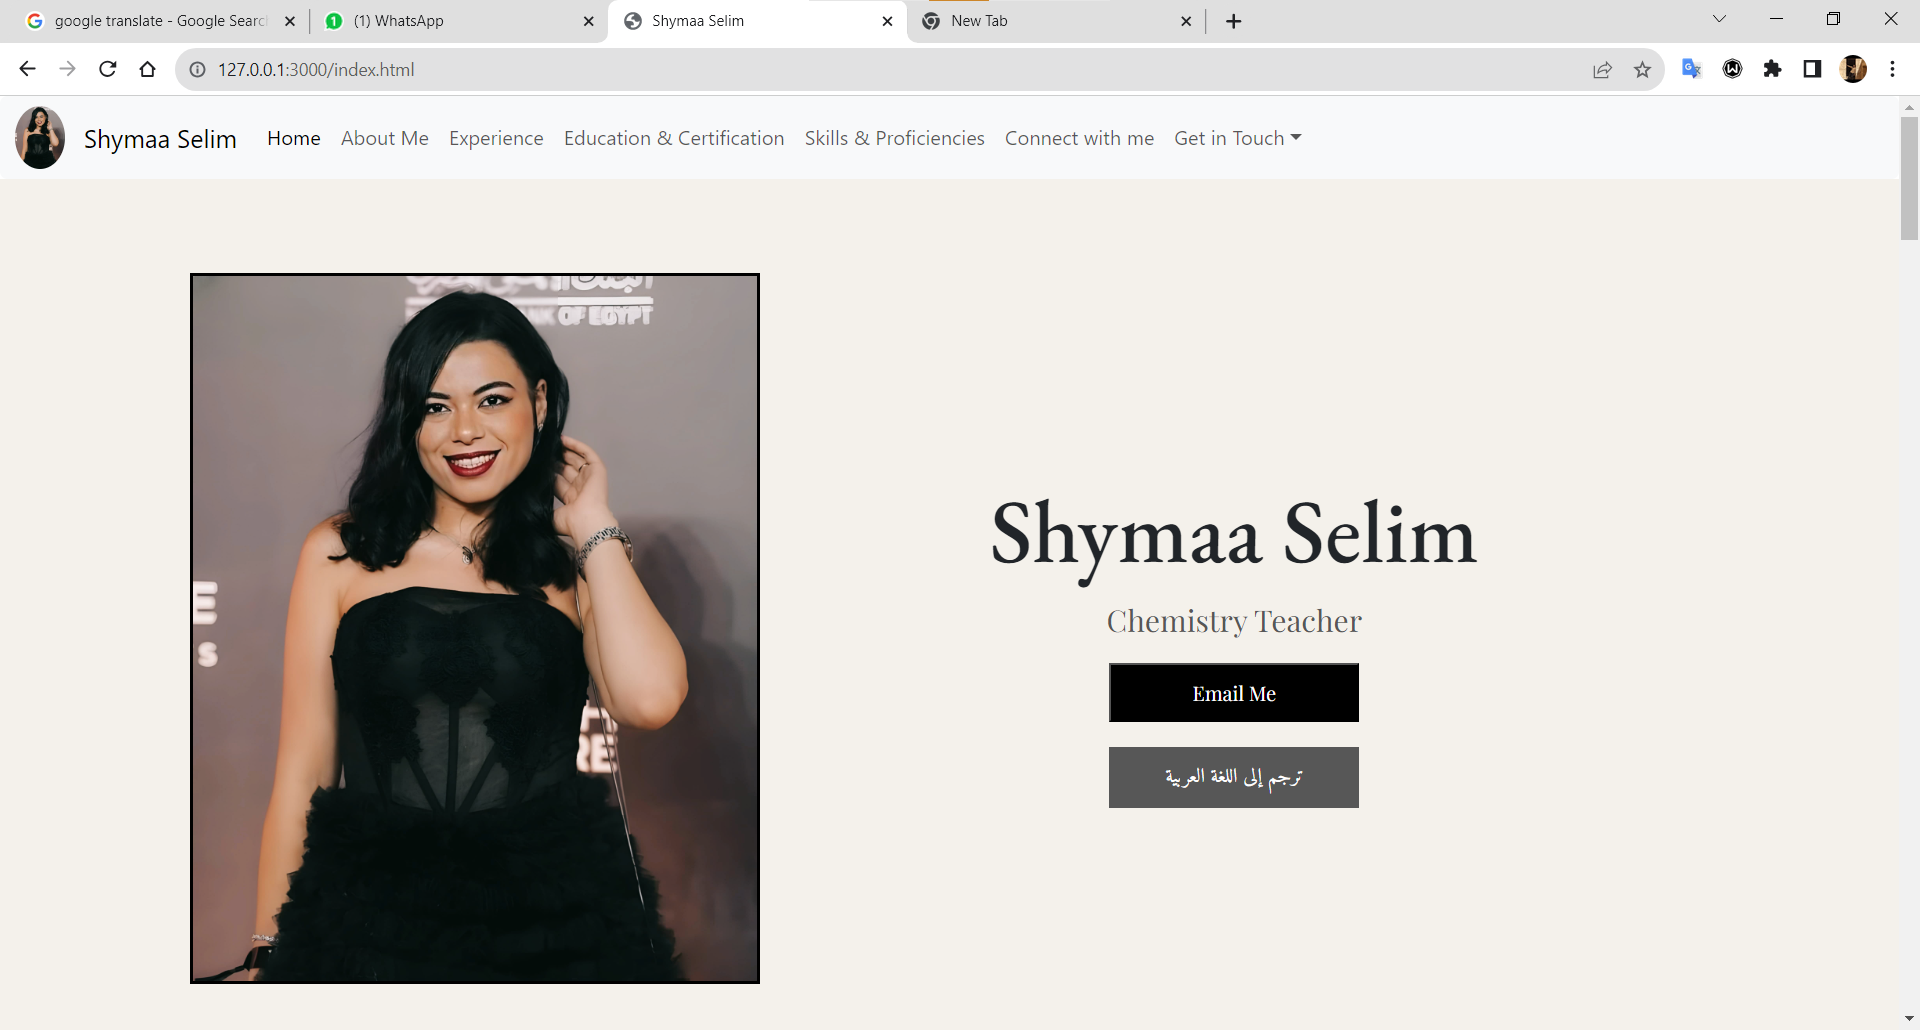 google translate - Google Searc
(1) WhatsApp
Shymaa Selim
New Tab
127.0.0.1:3000/index.html
Shymaa Selim
Home
About Me
Experience
Education & Certification
Skills & Proficiencies
Connect with me
Get in Touch
OF EGYPT
E
S
RE
Shymaa Selim
Chemistry Teacher
Email Me
ترجم إلى اللغة العربية